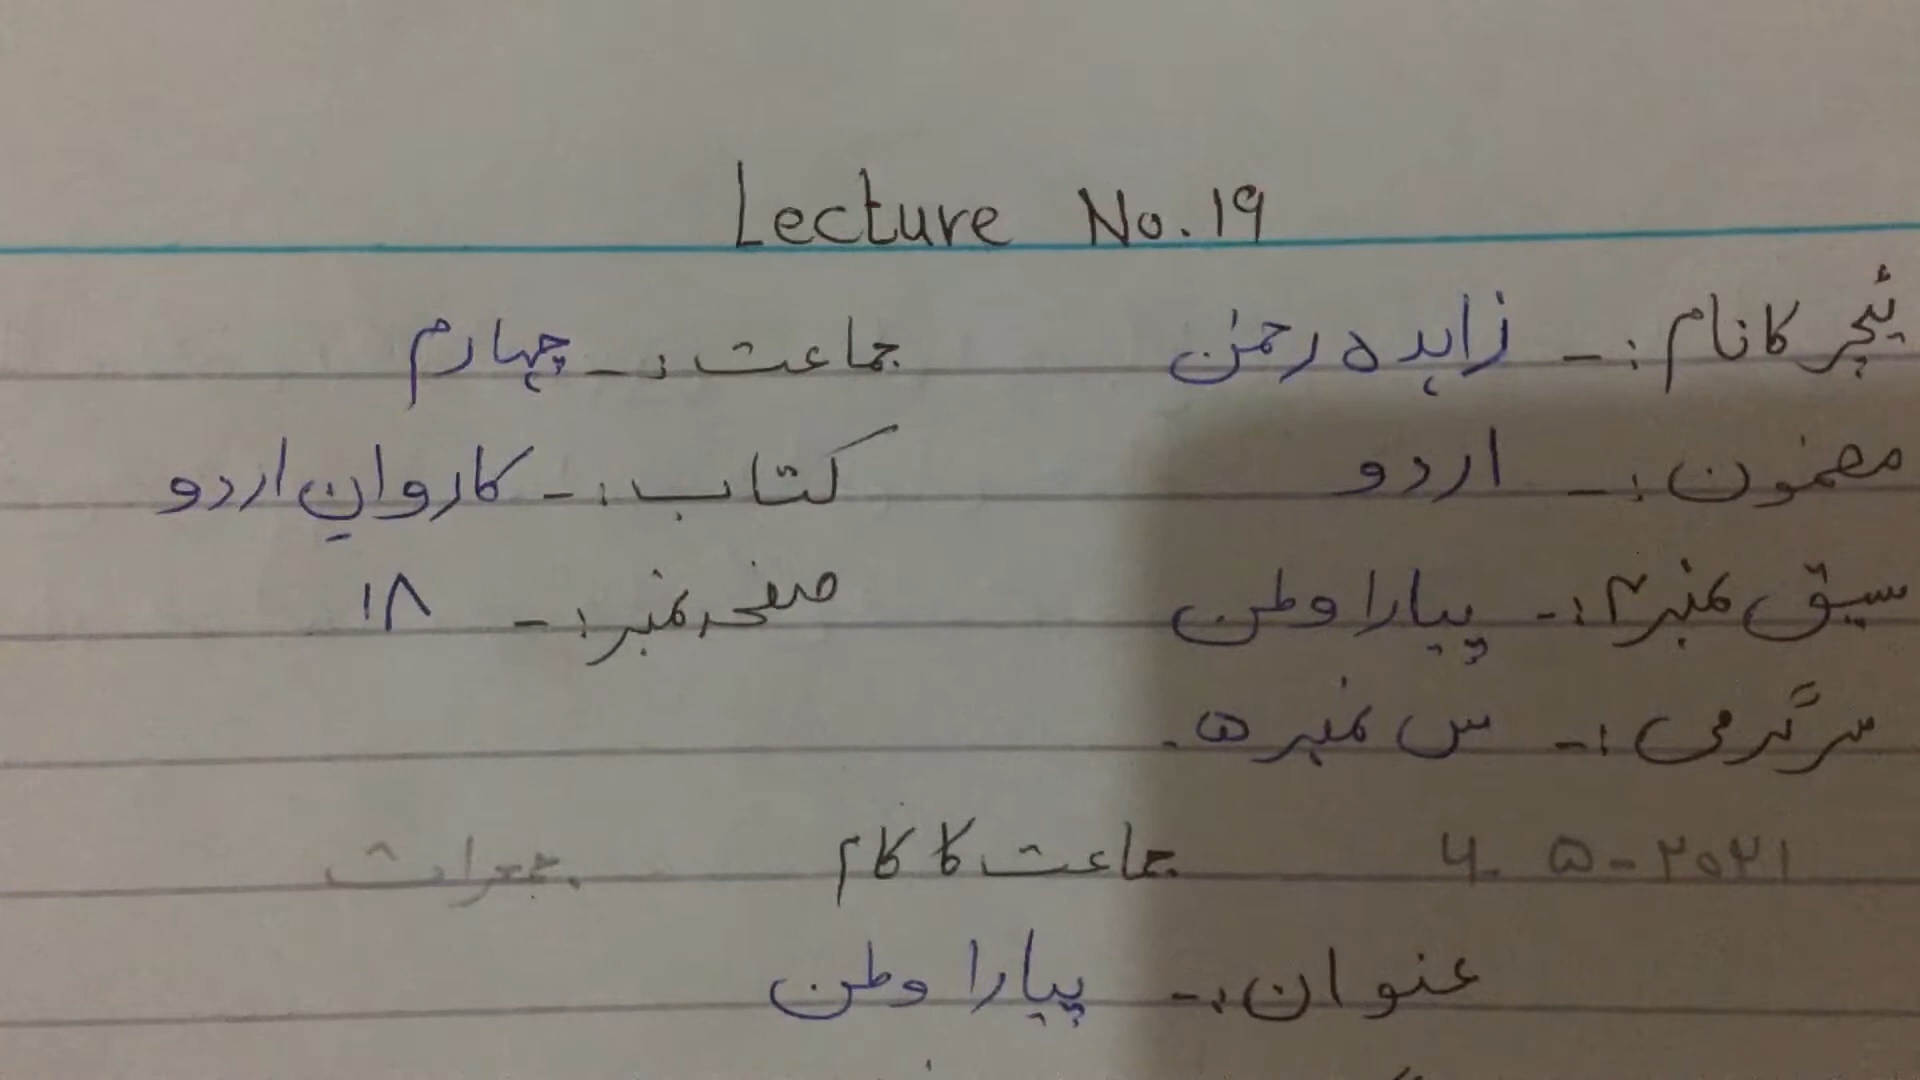 Lecture No.19
ٹیچر کا نام :- زاہدہ رحمٰن جماعت :- چہارم
مضمون :- اردو کتاب :- کاروانِ اردو
سبق نمبر ۴ :- پیارا وطن صفحہ نمبر :- ۱۸
سرگرمی :- س نمبر ۵۔
۶-۵-۲۰۲۱ جماعت کا کام جمعرات
عنوان :- پیارا وطن